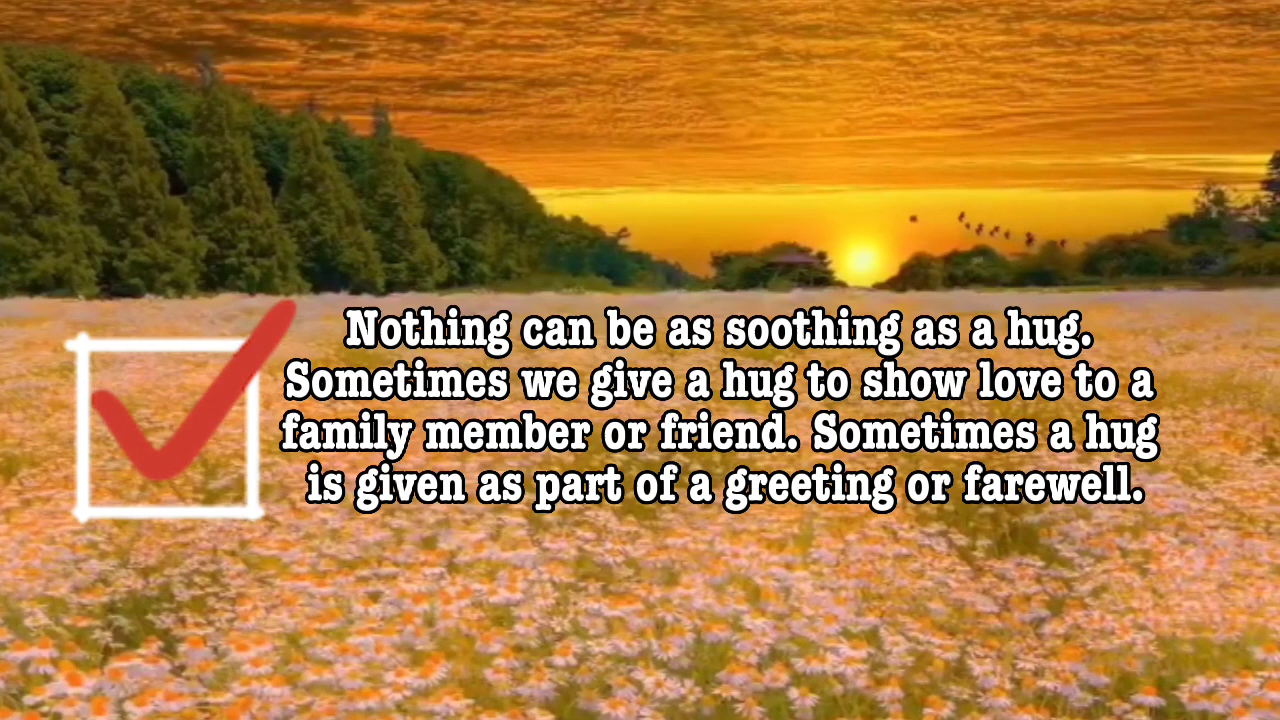 Nothing can be as soothing as a hug.
Sometimes we give a hug to show love to a
family member or friend. Sometimes a hug
is given as part of a greeting or farewell.